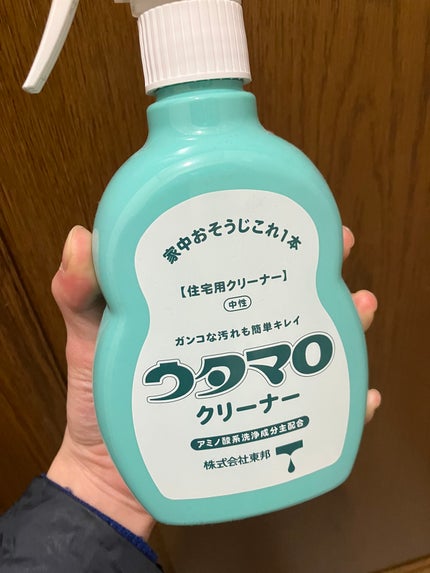 家中おそうじこれ1本
【住宅用クリーナー】
中性
ガンコな汚れも簡単キレイ
ウタマロ
クリーナー
アミノ酸系洗浄成分主配合
株式会社東邦